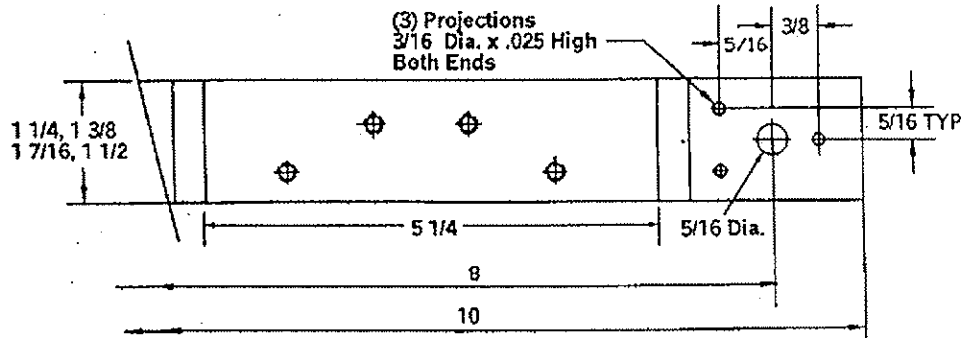 (3) Projections
3/16 Dia. x .025 High
Both Ends
3/8
5/16
5/16 TYP
1 1/4, 1 3/8
1 7/16, 1 1/2
5 1/4
5/16 Dia.
8
10